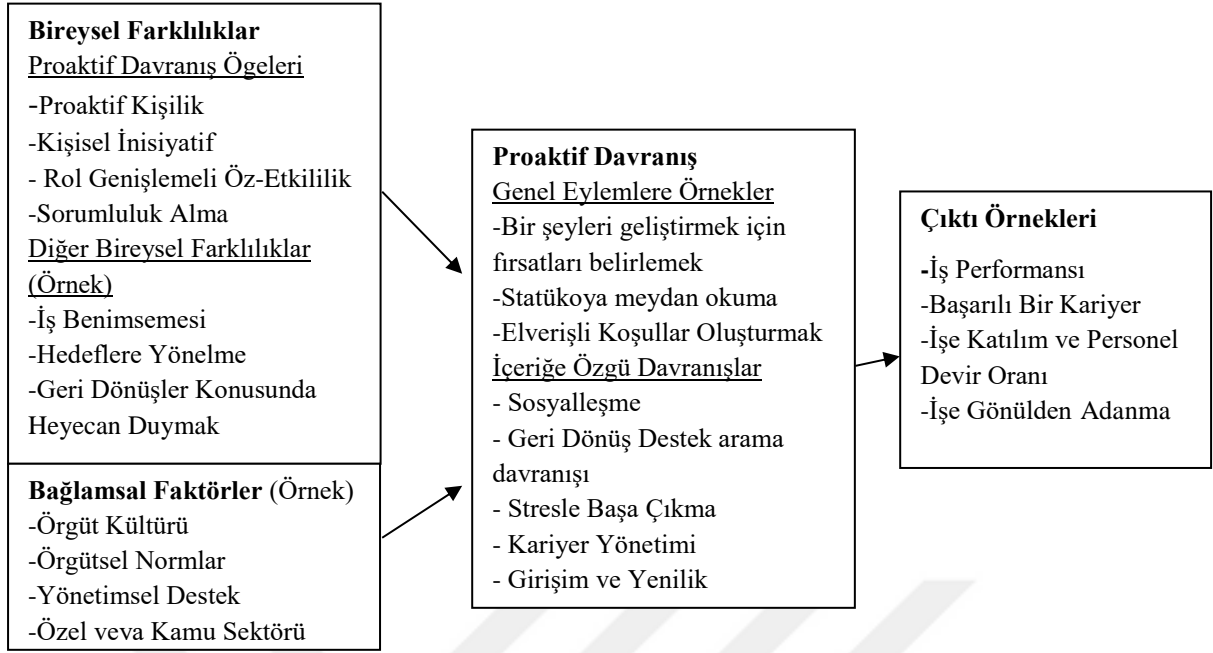 Bireysel Farklılıklar
Proaktif Davranış Ögeleri
-Proaktif Kişilik
-Kişisel İnisiyatif
- Rol Genişlemeli Öz-Etkililik
-Sorumluluk Alma
Diğer Bireysel Farklılıklar
(Örnek)
-İş Benimsemesi
-Hedeflere Yönelme
-Geri Dönüşler Konusunda
Heyecan Duymak
Bağlamsal Faktörler (Örnek)
-Örgüt Kültürü
-Örgütsel Normlar
-Yönetimsel Destek
-Özel veva Kamu Sektörü
Proaktif Davranış
Genel Eylemlere Örnekler
-Bir şeyleri geliştirmek için
fırsatları belirlemek
-Statükoya meydan okuma
-Elverişli Koşullar Oluşturmak
İçeriğe Özgü Davranışlar
- Sosyalleşme
- Geri Dönüş Destek arama
davranışı
- Stresle Başa Çıkma
- Kariyer Yönetimi
- Girişim ve Yenilik
Çıktı Örnekleri
-İş Performansı
-Başarılı Bir Kariyer
-İşe Katılım ve Personel
Devir Oranı
-İşe Gönülden Adanma